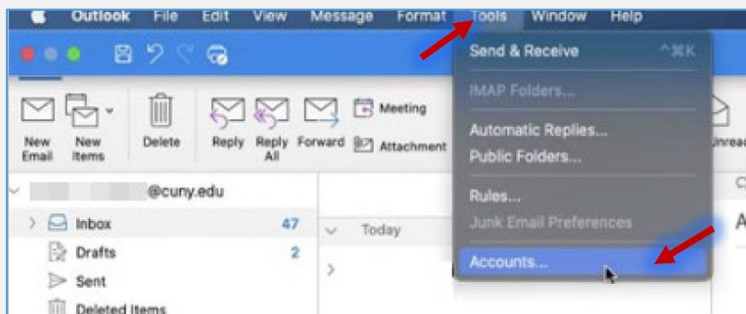 Outlook File Edit View Message Format Tools Window Help
Send & Receive ^⌘K
IMAP Folders...
Automatic Replies...
Public Folders...
Rules...
Junk Email Preferences
Accounts...
New Email
New Items
Delete
Reply
Reply All
Forward
Meeting
Attachment
@cuny.edu
Inbox 47
Drafts 2
Sent
Deleted Items
Today